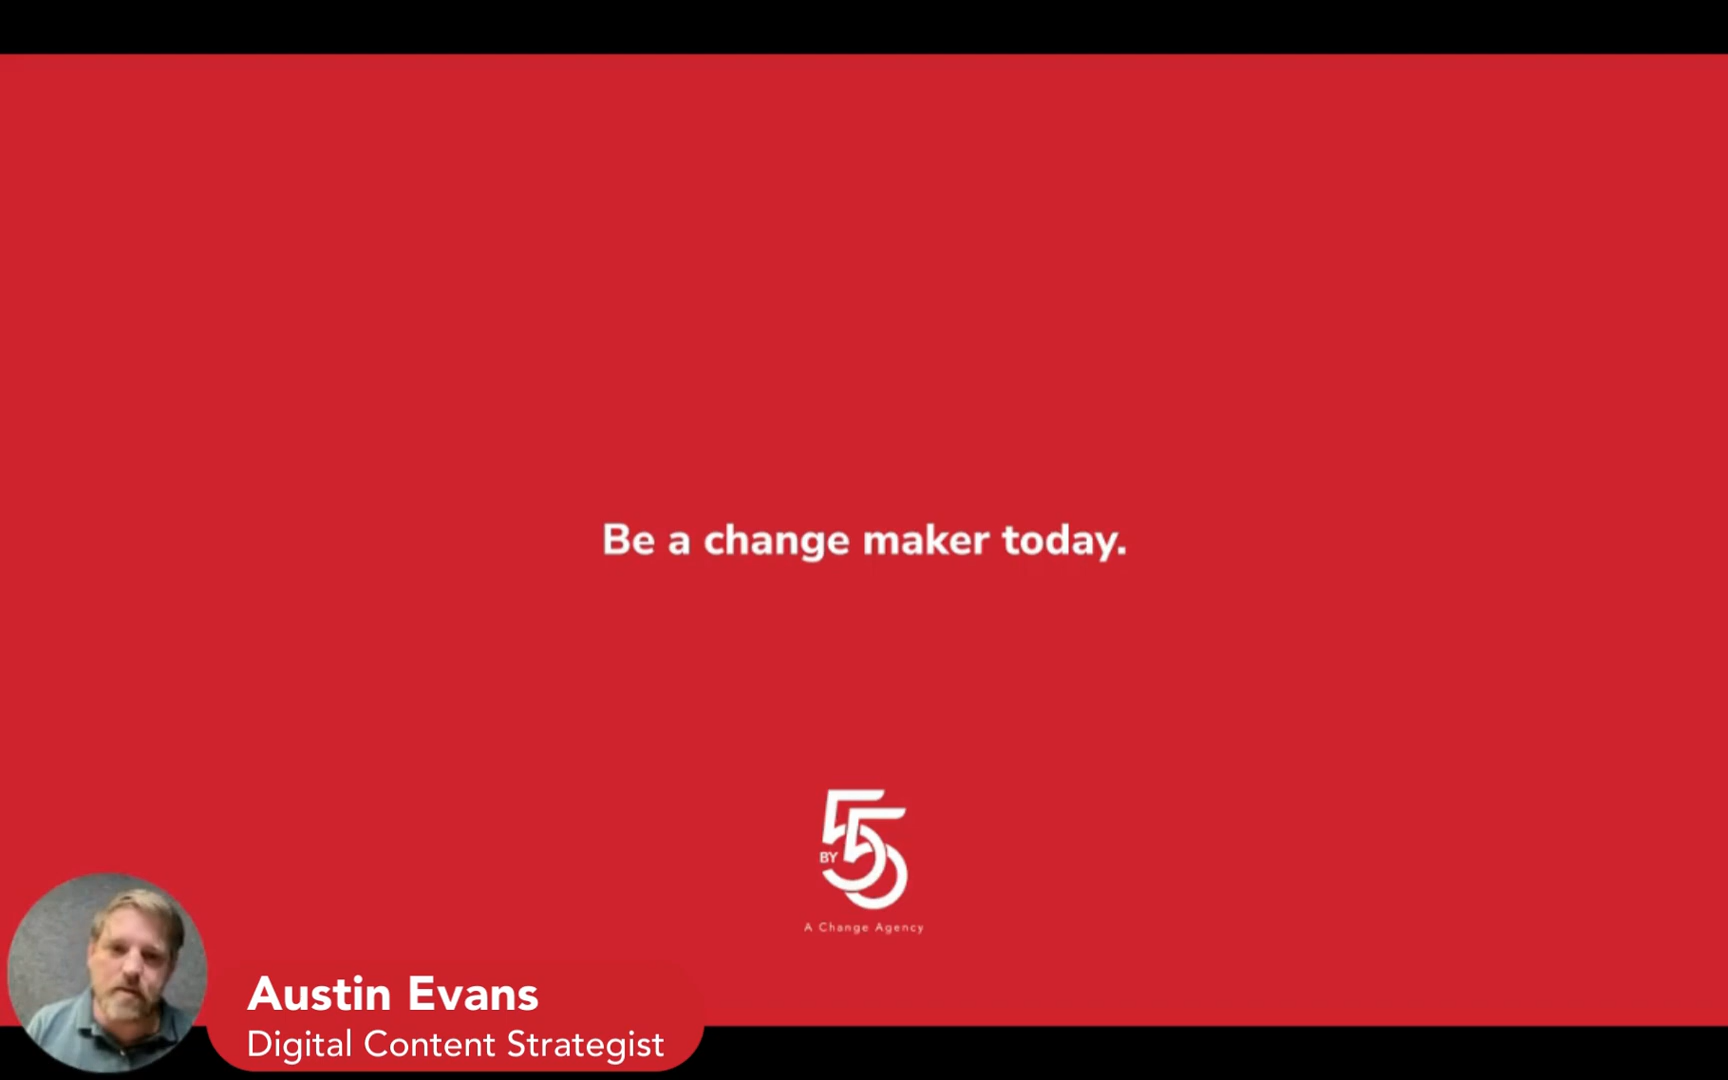 Be a change maker today.
5 BY 5
A Change Agency
Austin Evans
Digital Content Strategist